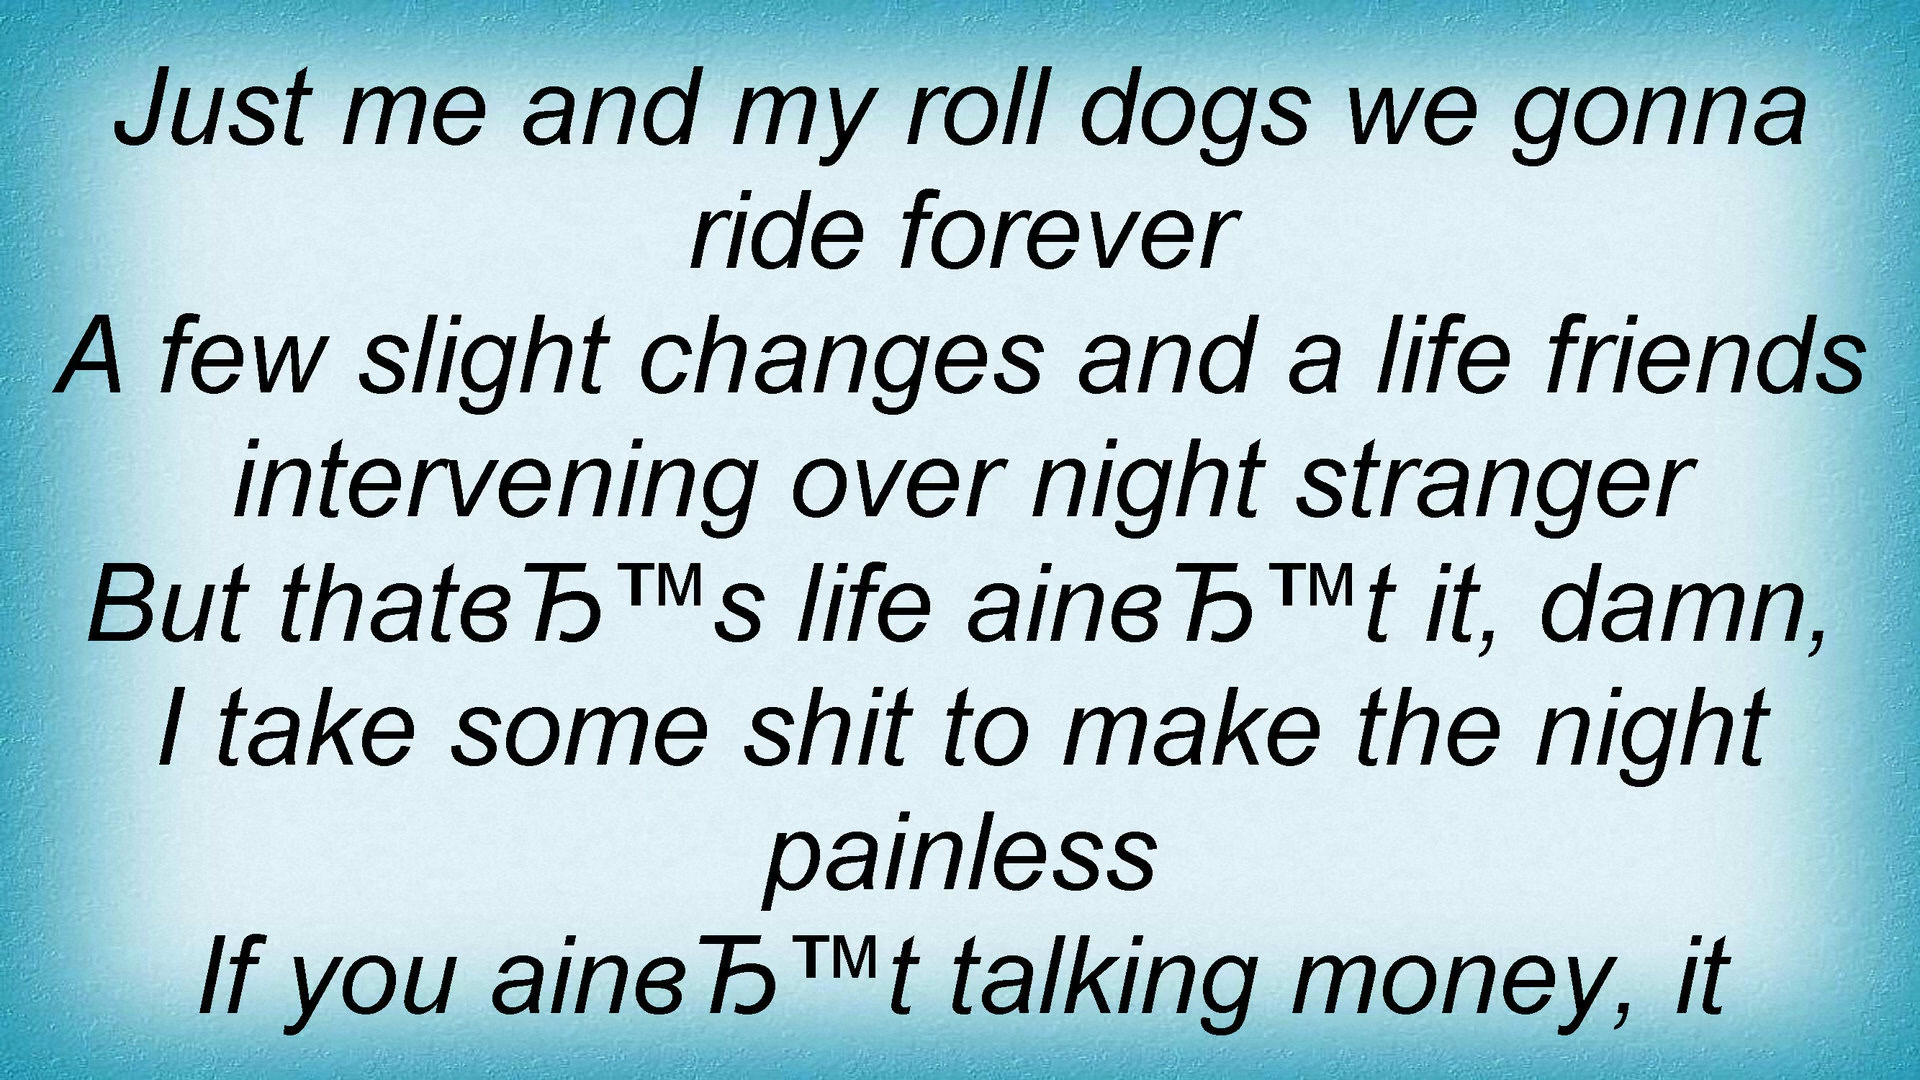 Just me and my roll dogs we gonna
ride forever
A few slight changes and a life friends
intervening over night stranger
But thatвЂ™s life ainвЂ™t it, damn,
I take some shit to make the night
painless
If you ainвЂ™t talking money, it